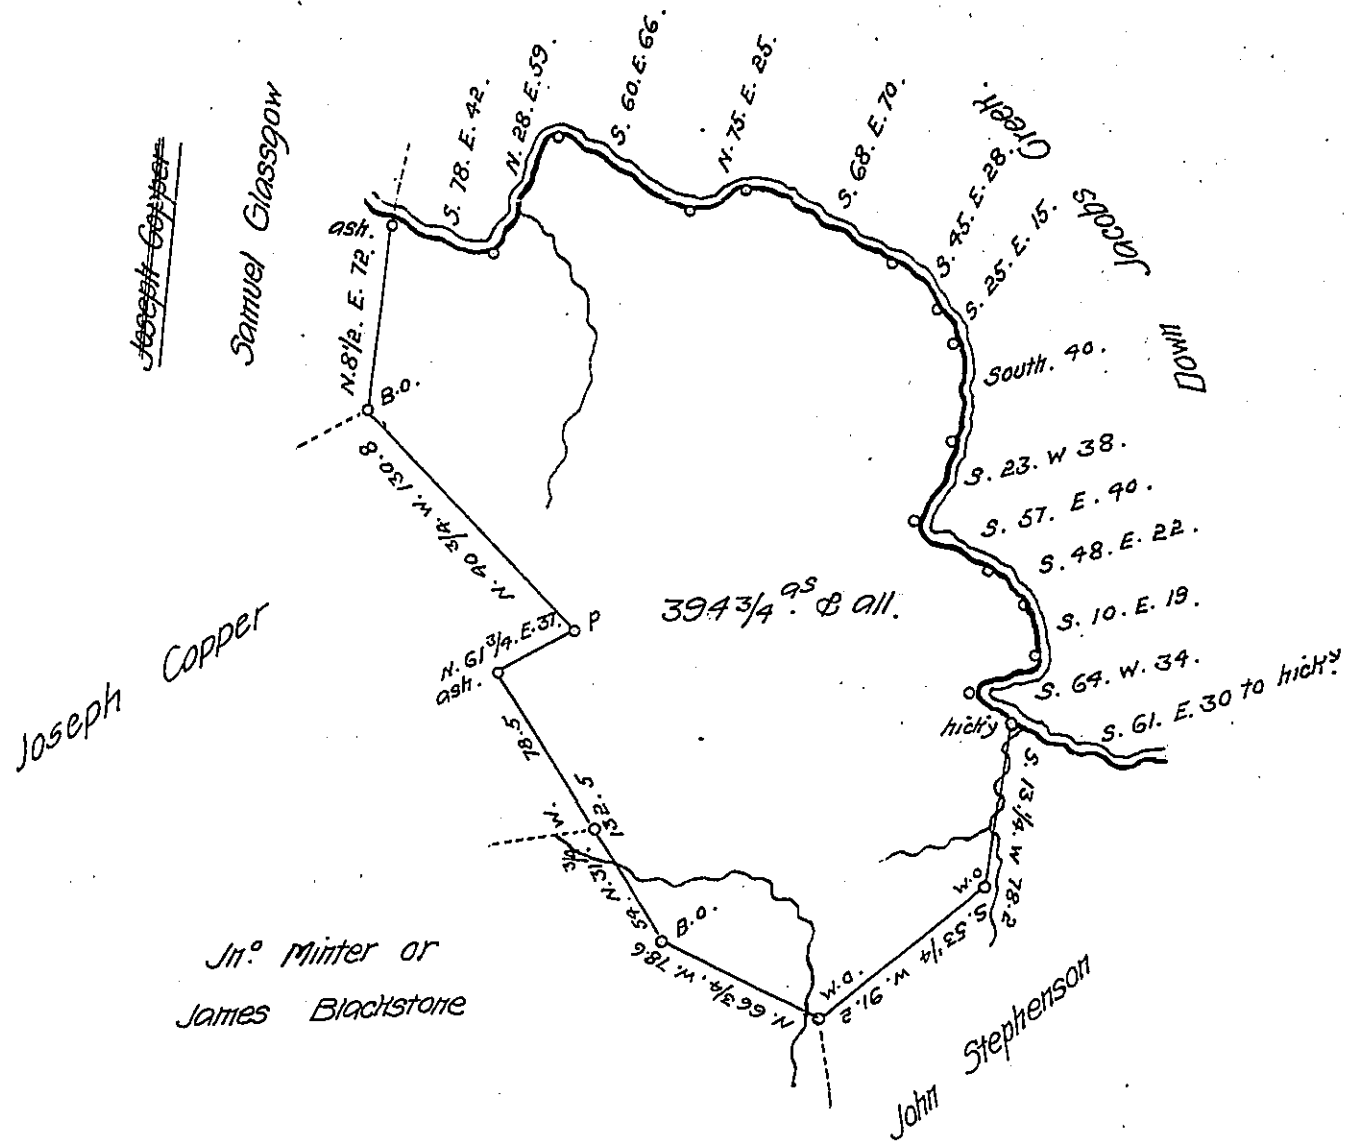 Joseph Copper
Samuel Glassgow
S. 78. E. 42.
N. 28. E. 59.
S. 60. E. 66.
N. 75. E. 25.
S. 68. E. 70.
S. 45. E. 28.
S. 25. E. 15.
South. 40.
S. 23. W 38.
S. 57. E. 40.
S. 48. E. 22.
S. 10. E. 19.
S. 64. W. 34.
S. 61. E. 30 to hicky.
Down Jacobs Creek.
ash.
N. 8 1/2. E. 72.
B.O.
N. 40 3/4. W. 130.8
P
N. 61 3/4. E. 37.
ash.
394 3/4 as. & all.
Joseph Copper
78.5
132.5
54. N. 31 3/4. W.
B.O.
N. 66 3/4. W. 78.6
W.O.
S. 53 1/4 W. 91.2
W.O
hicky
S. 13 1/4. W 78.2
Jno. Minter or
James Blackstone
John Stephenson